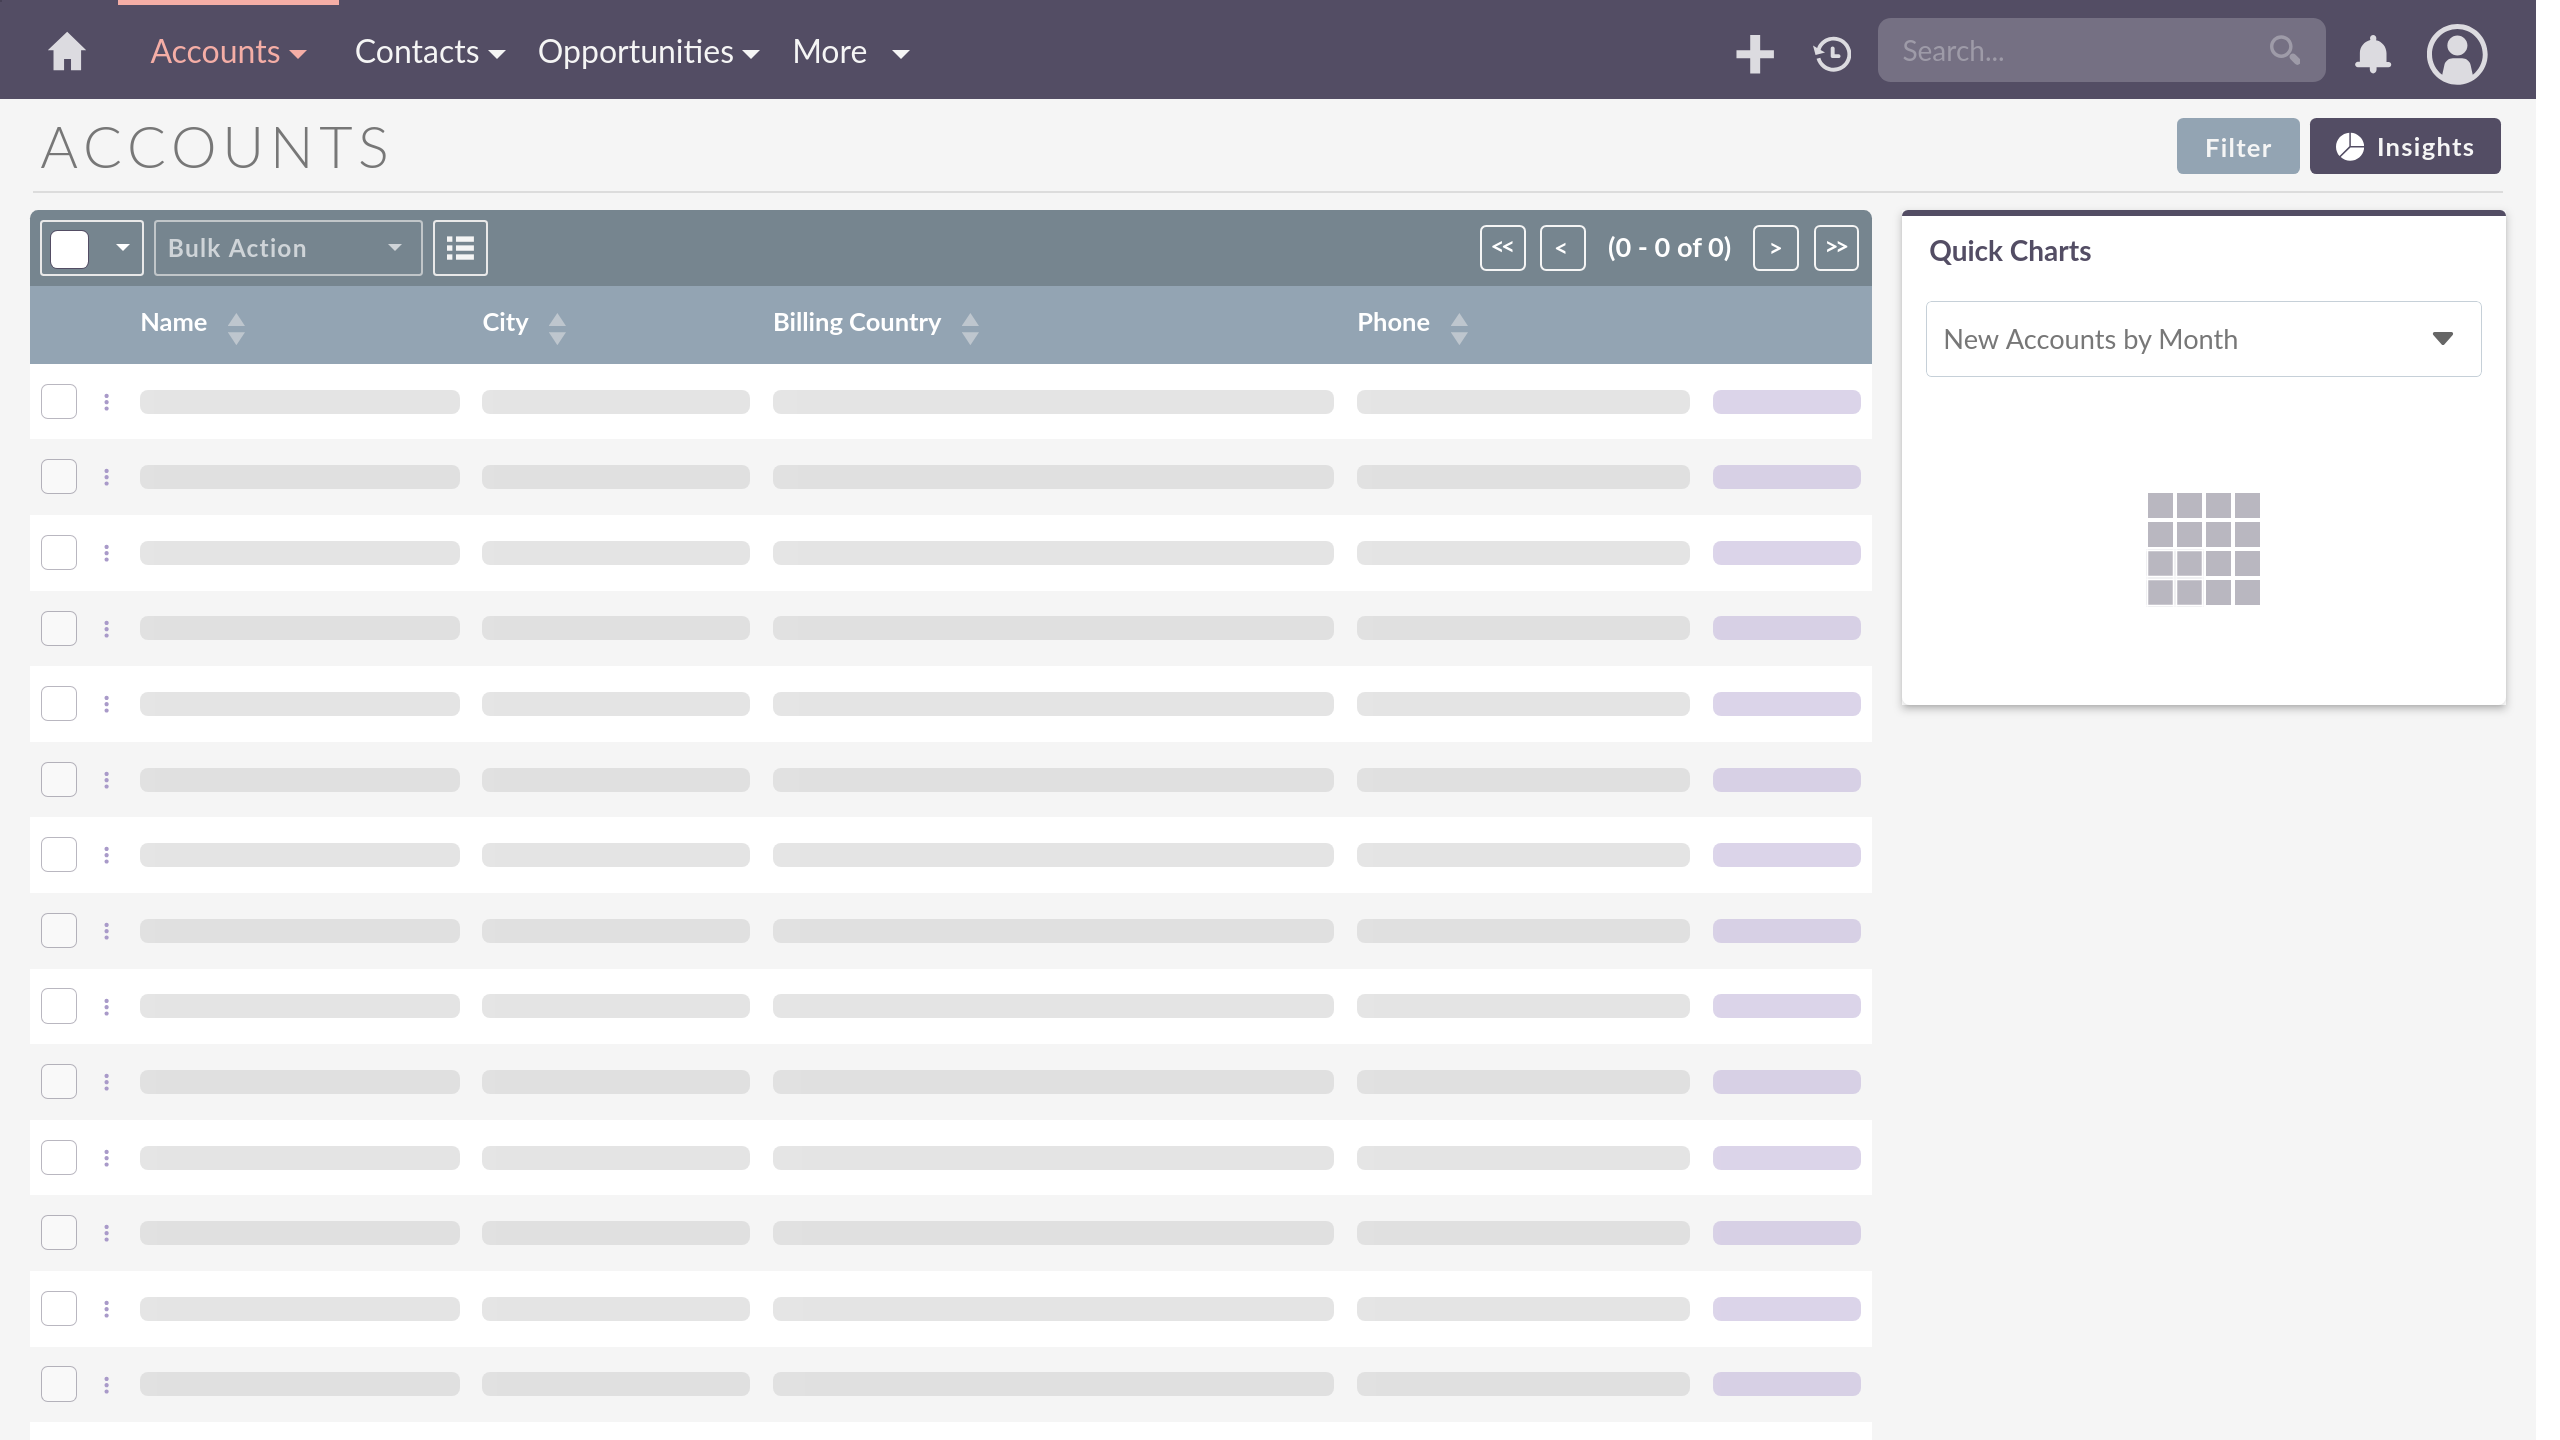 Accounts Contacts Opportunities More Search...
ACCOUNTS
Filter Insights
Bulk Action << < (0 - 0 of 0) > >>
Name City Billing Country Phone
Quick Charts
New Accounts by Month